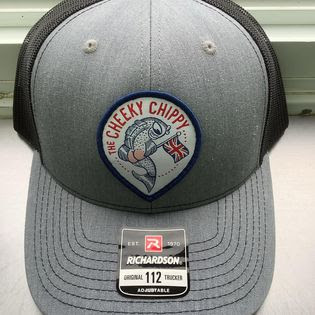 THE CHEEKY CHIPPY
EST. R 1970
RICHARDSON®
ORIGINAL 112 TRUCKER
ADJUSTABLE